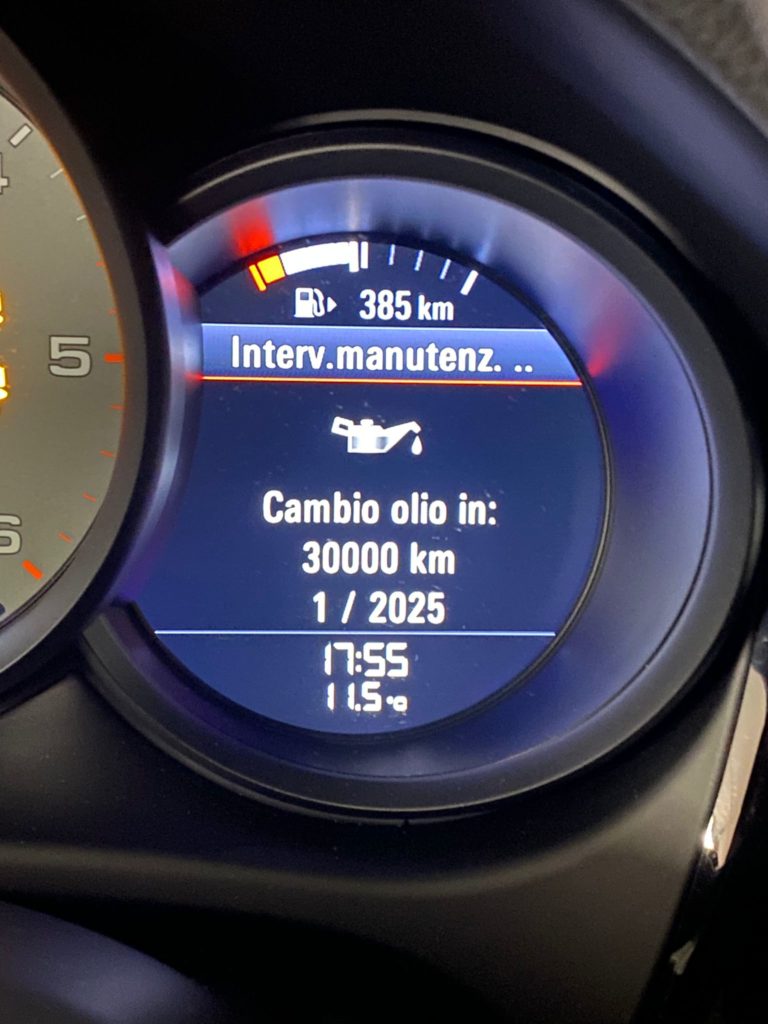 4
5
6
385 km
Interv.manutenz. ..
Cambio olio in:
30000 km
1 / 2025
17:55
11.5°C